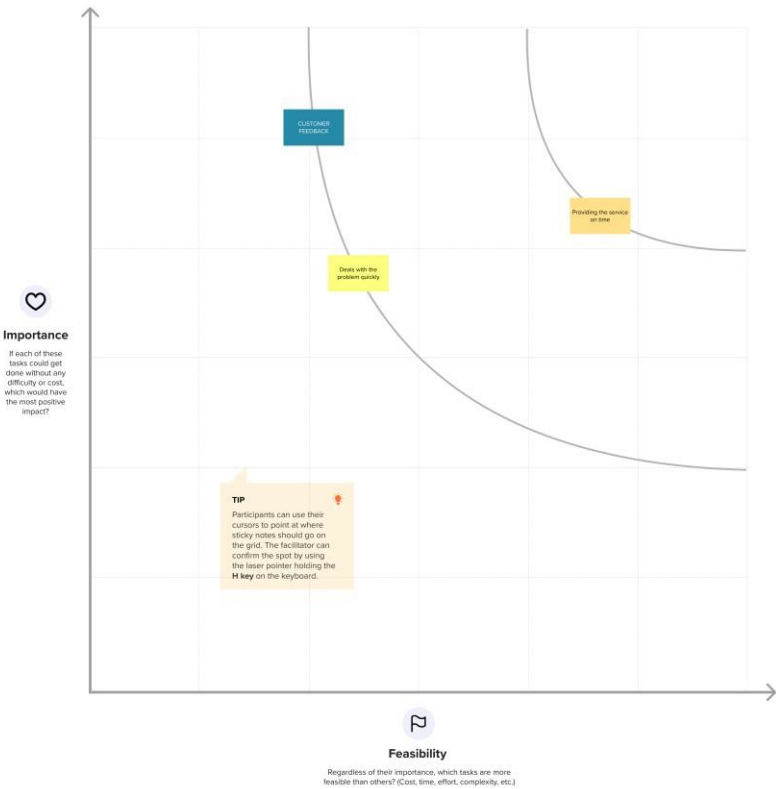 CUSTOMER
FEEDBACK
Providing the service
on time
Deals with the
problem quickly
Importance
If each of these
tasks could get
done without any
difficulty or cost,
which would have
the most positive
impact?
TIP
Participants can use their
cursors to point at where
sticky notes should go on
the grid. The facilitator can
confirm the spot by using
the laser pointer holding the
H key on the keyboard.
Feasibility
Regardless of their importance, which tasks are more
feasible than others? (Cost, time, effort, complexity, etc.)